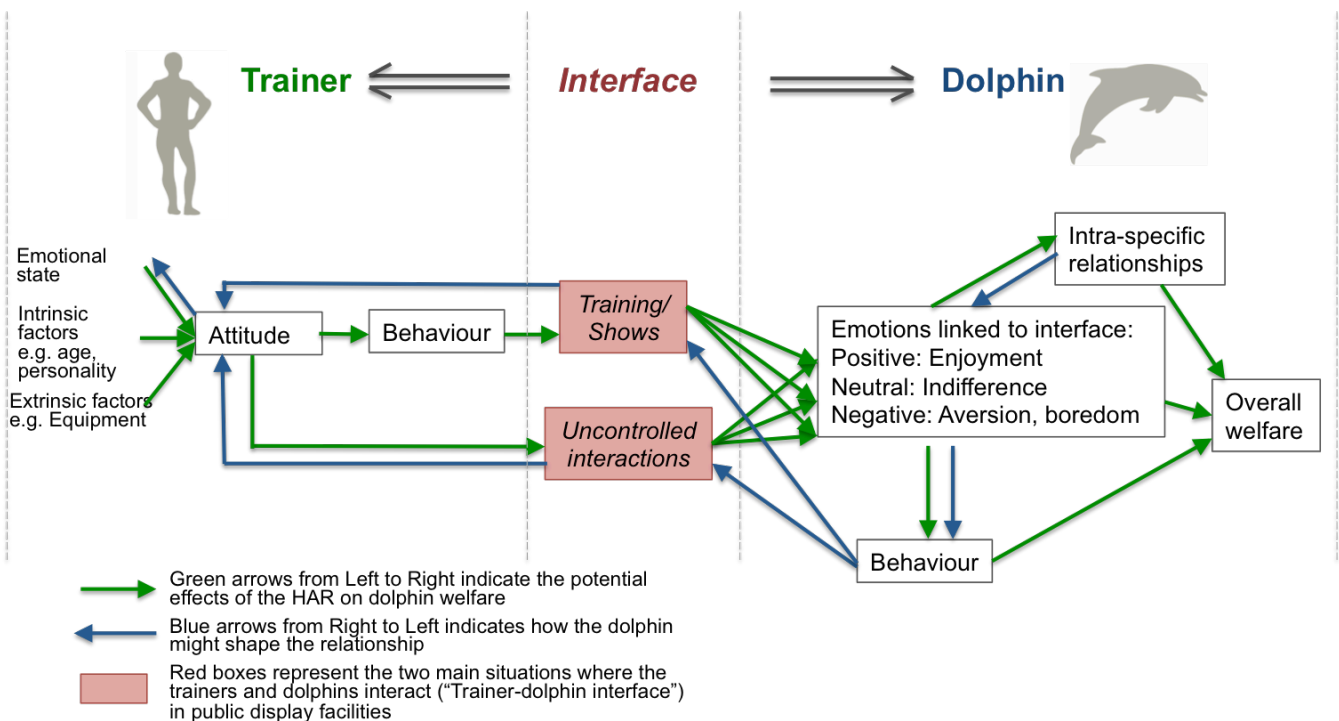 Trainer
Interface
Dolphin
Emotional
state
Intrinsic
factors
e.g. age,
personality
Extrinsic factors
e.g. Equipment
Attitude
Behaviour
Training/
Shows
Uncontrolled
interactions
Intra-specific
relationships
Emotions linked to interface:
Positive: Enjoyment
Neutral: Indifference
Negative: Aversion, boredom
Overall
welfare
Behaviour
Green arrows from Left to Right indicate the potential
effects of the HAR on dolphin welfare
Blue arrows from Right to Left indicates how the dolphin
might shape the relationship
Red boxes represent the two main situations where the
trainers and dolphins interact (“Trainer-dolphin interface”)
in public display facilities